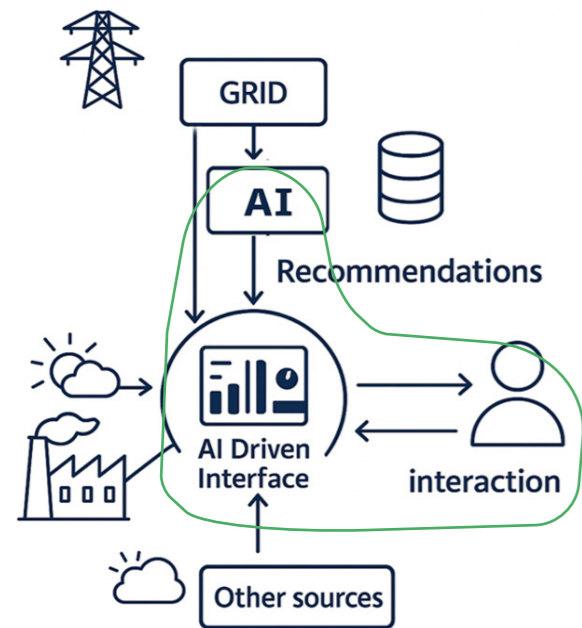 GRID
AI
Recommendations
AI Driven
Interface
interaction
Other sources